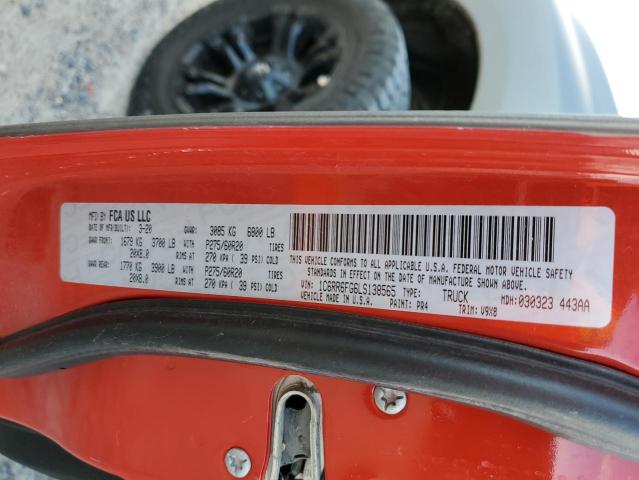 MFD BY FCA US LLC
DATE OF MFR(BUILT): 3-20 GVWR: 3085 KG 6800 LB
GAWR FRONT: 1679 KG 3700 LB WITH P275/60R20 TIRES
20X8.0 RIMS AT 270 KPA ( 39 PSI) COLD
GAWR REAR: 1770 KG 3900 LB WITH P275/60R20 TIRES
20X8.0 RIMS AT 270 KPA ( 39 PSI) COLD
THIS VEHICLE CONFORMS TO ALL APPLICABLE U.S.A. FEDERAL MOTOR VEHICLE SAFETY
STANDARDS IN EFFECT ON THE DATE OF MANUFACTURE SHOWN ABOVE.
VIN: 1C6RR6FG6LS138565 TYPE: TRUCK MDH: 030323 443AA
VEHICLE MADE IN U.S.A. PAINT: PR4 TRIM: V9X8